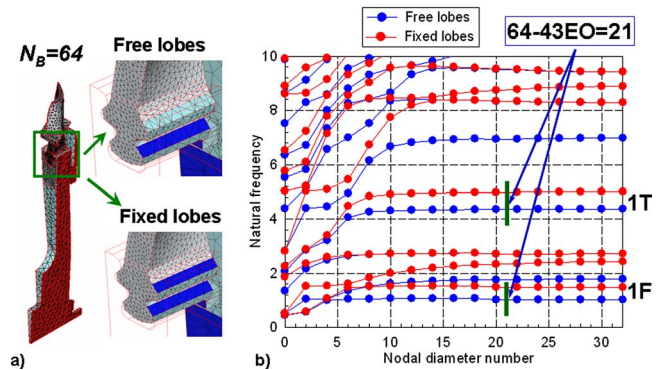 a)
N_B=64
Free lobes
Fixed lobes
Free lobes
Fixed lobes
64-43EO=21
Natural frequency
10
8
6
4
2
0
1T
1F
0 5 10 15 20 25 30
Nodal diameter number
b)